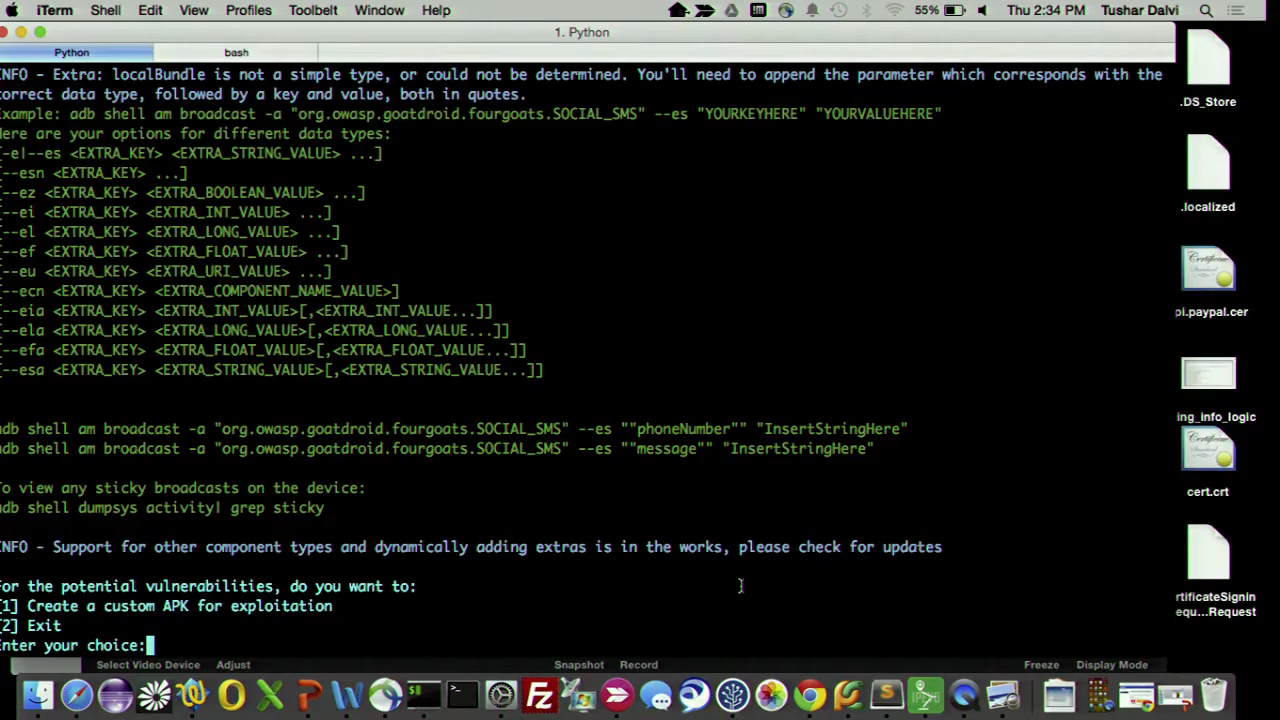 iTerm Shell Edit View Profiles Toolbelt Window Help 55% Thu 2:34 PM Tushar Dalvi
1. Python
Python bash
INFO - Extra: localBundle is not a simple type, or could not be determined. You'll need to append the parameter which corresponds with the
correct data type, followed by a key and value, both in quotes.
Example: adb shell am broadcast -a "org.owasp.goatdroid.fourgoats.SOCIAL_SMS" --es "YOURKEYHERE" "YOURVALUEHERE"
Here are your options for different data types:
[-e|--es <EXTRA_KEY> <EXTRA_STRING_VALUE> ...]
[--esn <EXTRA_KEY> ...]
[--ez <EXTRA_KEY> <EXTRA_BOOLEAN_VALUE> ...]
[--ei <EXTRA_KEY> <EXTRA_INT_VALUE> ...]
[--el <EXTRA_KEY> <EXTRA_LONG_VALUE> ...]
[--ef <EXTRA_KEY> <EXTRA_FLOAT_VALUE> ...]
[--eu <EXTRA_KEY> <EXTRA_URI_VALUE> ...]
[--ecn <EXTRA_KEY> <EXTRA_COMPONENT_NAME_VALUE>]
[--eia <EXTRA_KEY> <EXTRA_INT_VALUE>[,<EXTRA_INT_VALUE...]]
[--ela <EXTRA_KEY> <EXTRA_LONG_VALUE>[,<EXTRA_LONG_VALUE...]]
[--efa <EXTRA_KEY> <EXTRA_FLOAT_VALUE>[,<EXTRA_FLOAT_VALUE...]]
[--esa <EXTRA_KEY> <EXTRA_STRING_VALUE>[,<EXTRA_STRING_VALUE...]]
adb shell am broadcast -a "org.owasp.goatdroid.fourgoats.SOCIAL_SMS" --es ""phoneNumber"" "InsertStringHere"
adb shell am broadcast -a "org.owasp.goatdroid.fourgoats.SOCIAL_SMS" --es ""message"" "InsertStringHere"
To view any sticky broadcasts on the device:
adb shell dumpsys activity| grep sticky
INFO - Support for other component types and dynamically adding extras is in the works, please check for updates
For the potential vulnerabilities, do you want to:
[1] Create a custom APK for exploitation
[2] Exit
Enter your choice:
.DS_Store
.localized
pi.paypal.cer
ing_info_logic
cert.crt
rtificateSignin
equ...Request
Select Video Device Adjust Snapshot Record Freeze Display Mode